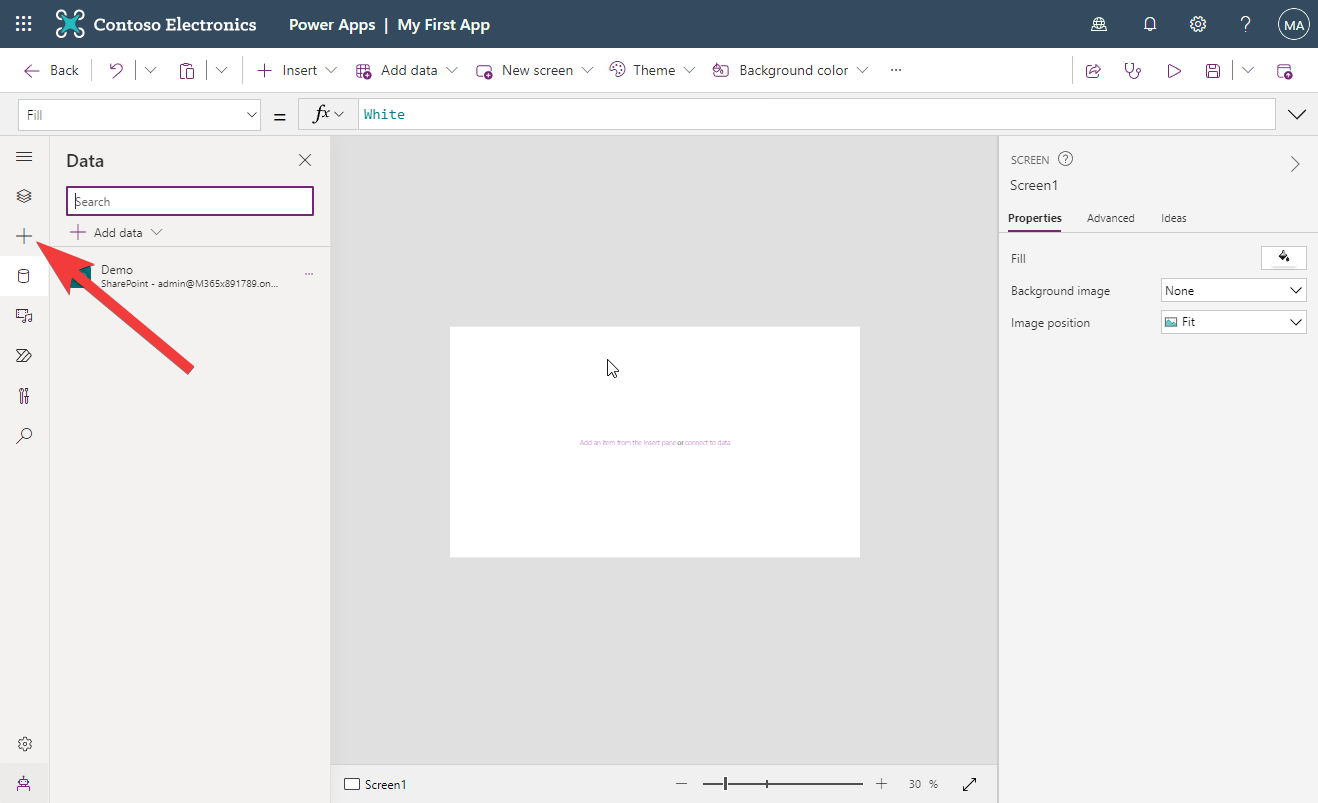 Contoso Electronics Power Apps | My First App ? MA
Back Insert Add data New screen Theme Background color ...
Fill = fx White
Data
Search
Add data
Demo ...
SharePoint - admin@M365x891789.on...
Add an item from the Insert pane or connect to data
SCREEN ?
Screen1
Properties Advanced Ideas
Fill
Background image None
Image position Fit
Screen1 30 %